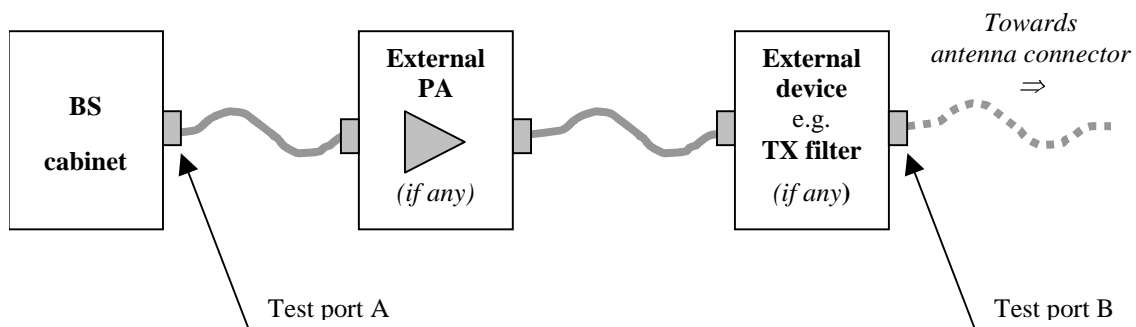 BS
cabinet
External
PA
(if any)
External
device
e.g.
TX filter
(if any)
Towards
antenna connector
⇒
Test port A
Test port B